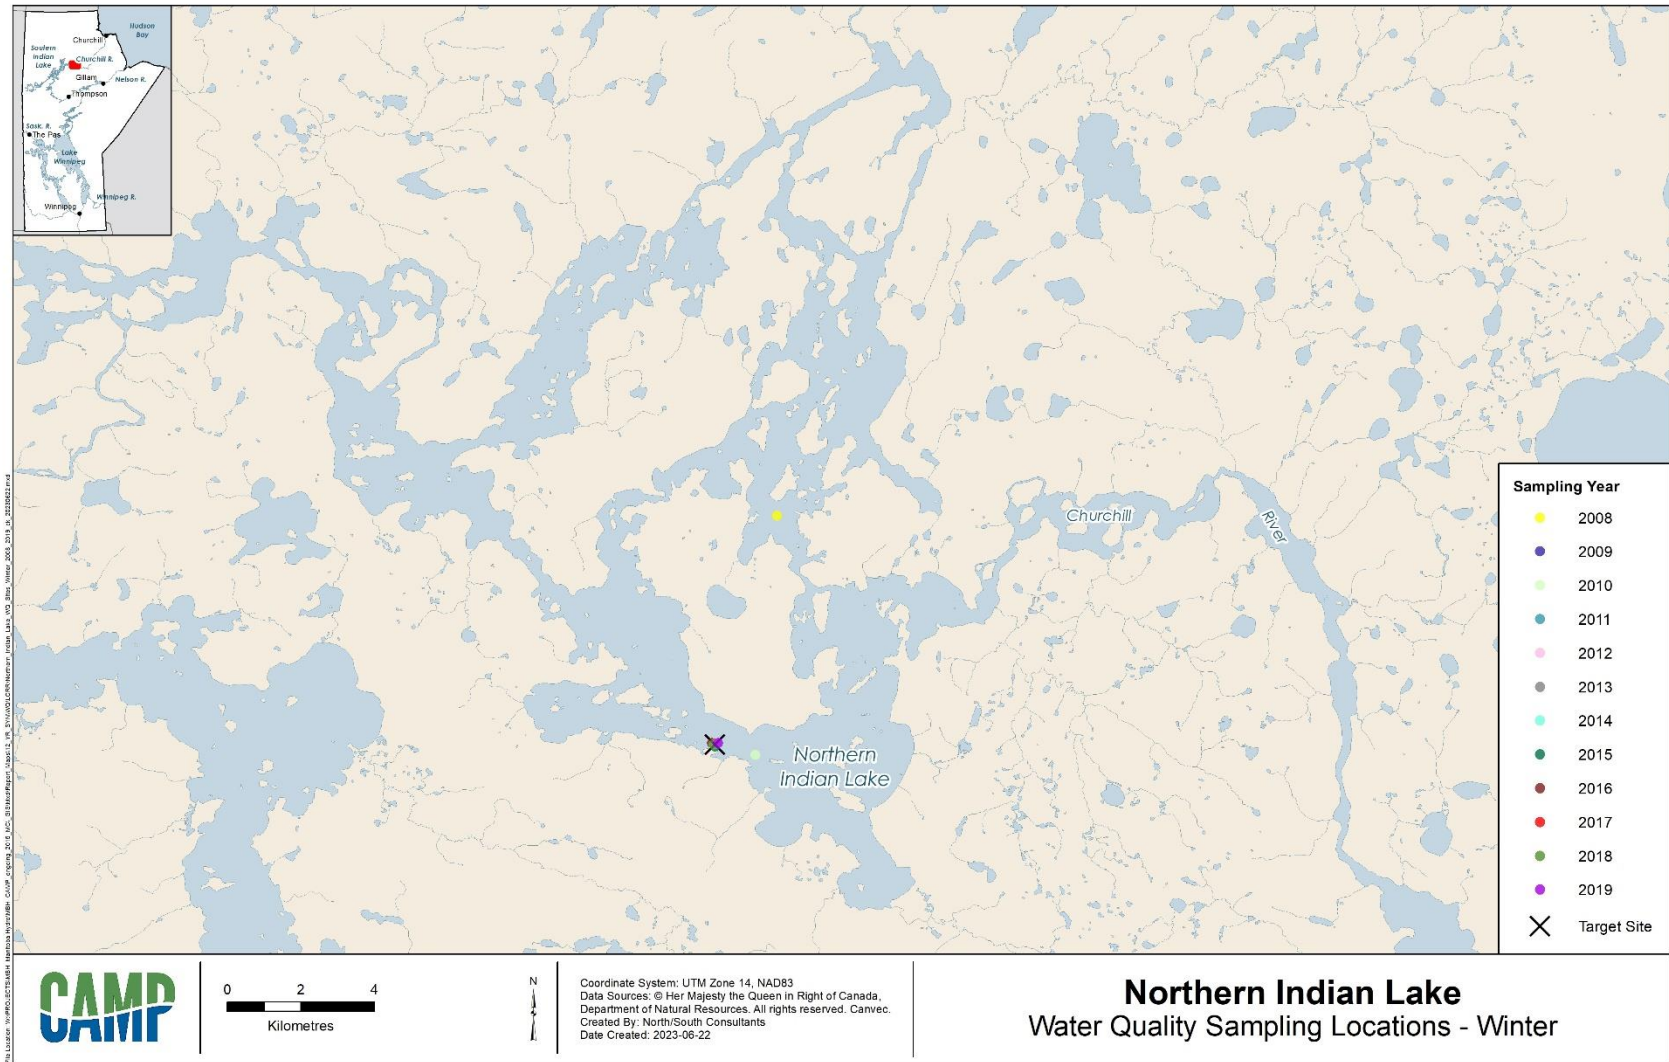 Hudson
Bay
Churchill
Churchill R.
Indian
Lake
Gillam
Nelson R.
Thompson
Sask. R.
The Pas
Lake
Winnipeg
Winnipeg R.
Winnipeg
Churchill
River
Northern
Indian Lake
Sampling Year
2008
2009
2010
2011
2012
2013
2014
2015
2016
2017
2018
2019
Target Site
CAMP
0 2 4
Kilometres
N
Coordinate System: UTM Zone 14, NAD83
Data Sources: © Her Majesty the Queen in Right of Canada,
Department of Natural Resources. All rights reserved. Canvec.
Created By: North/South Consultants
Date Created: 2023-06-22
Northern Indian Lake
Water Quality Sampling Locations - Winter